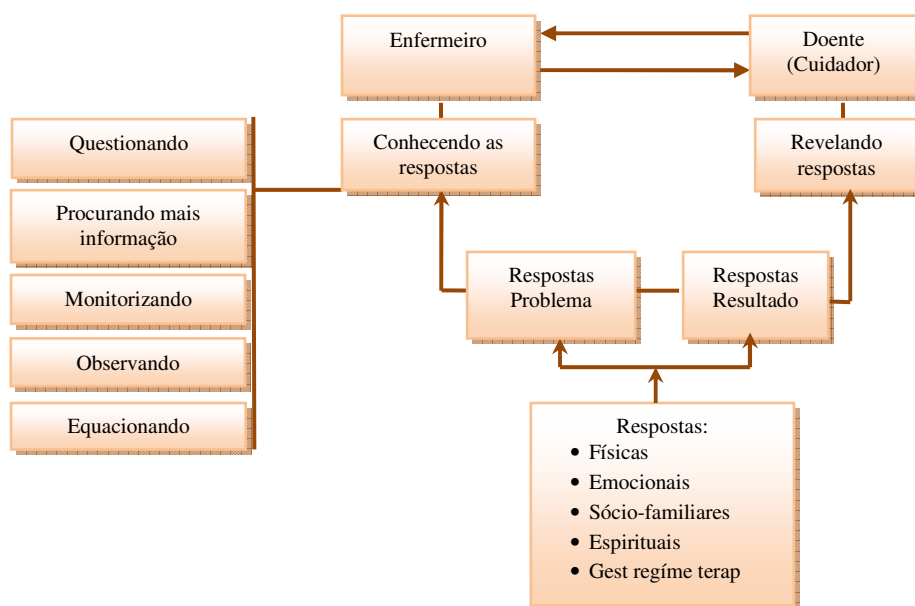 Enfermeiro
Doente
(Cuidador)
Questionando
Procurando mais
informação
Monitorizando
Observando
Equacionando
Conhecendo as
respostas
Revelando
respostas
Respostas
Problema
Respostas
Resultado
Respostas:
• Físicas
• Emocionais
• Sócio-familiares
• Espirituais
• Gest regíme terap